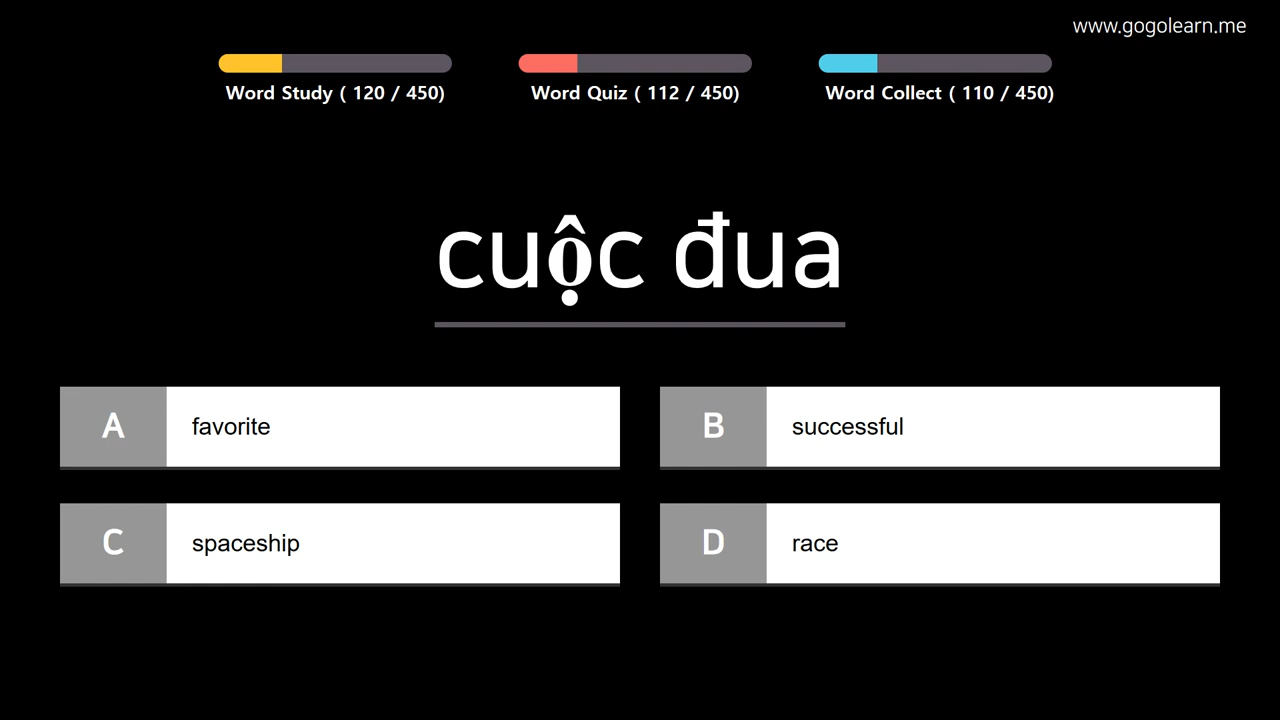 www.gogolearn.me
Word Study ( 120 / 450)
Word Quiz ( 112 / 450)
Word Collect ( 110 / 450)
cuộc đua
A favorite
B successful
C spaceship
D race